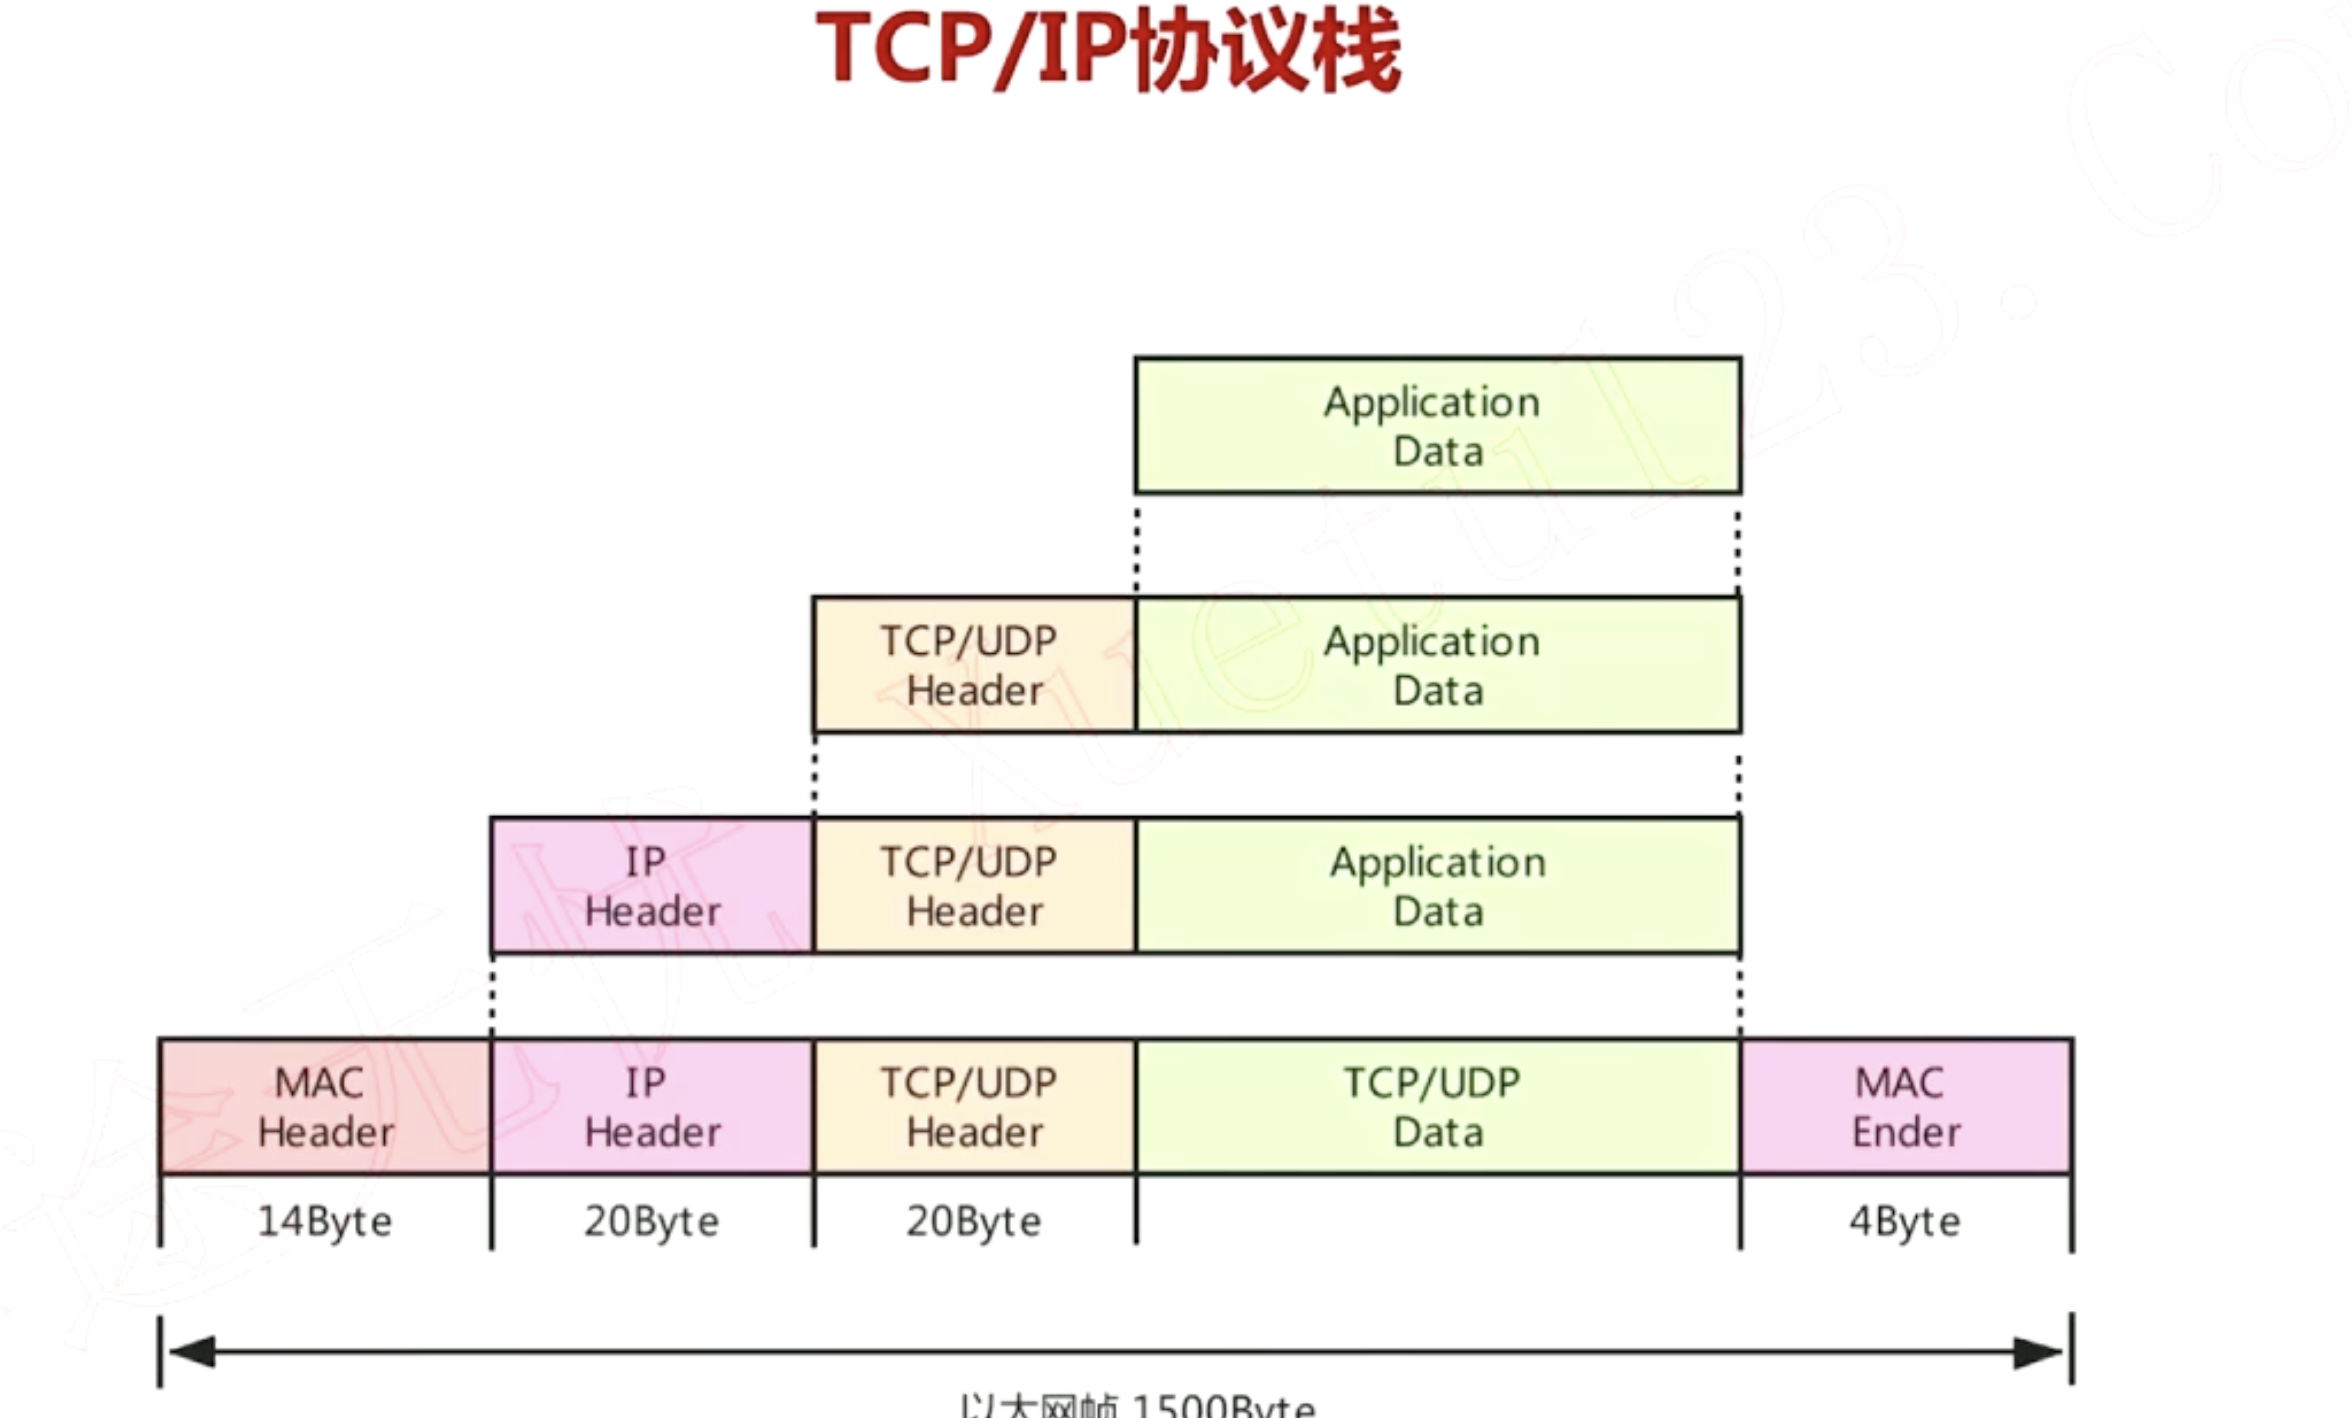 TCP/IP协议栈
Application
Data
TCP/UDP
Header
Application
Data
IP
Header
TCP/UDP
Header
Application
Data
MAC
Header
IP
Header
TCP/UDP
Header
TCP/UDP
Data
MAC
Ender
14Byte
20Byte
20Byte
4Byte
以太网帧 1500Byte